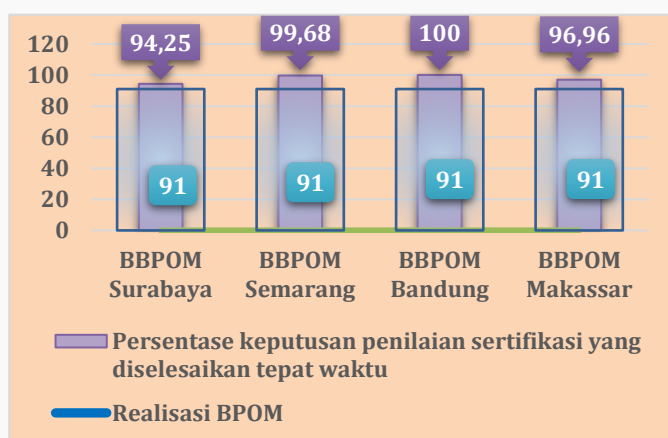 94,25
99,68
100
96,96
120
100
80
60
40
20
0
91
91
91
91
BBPOM
Surabaya
BBPOM
Semarang
BBPOM
Bandung
BBPOM
Makassar
Persentase keputusan penilaian sertifikasi yang
diselesaikan tepat waktu
Realisasi BPOM